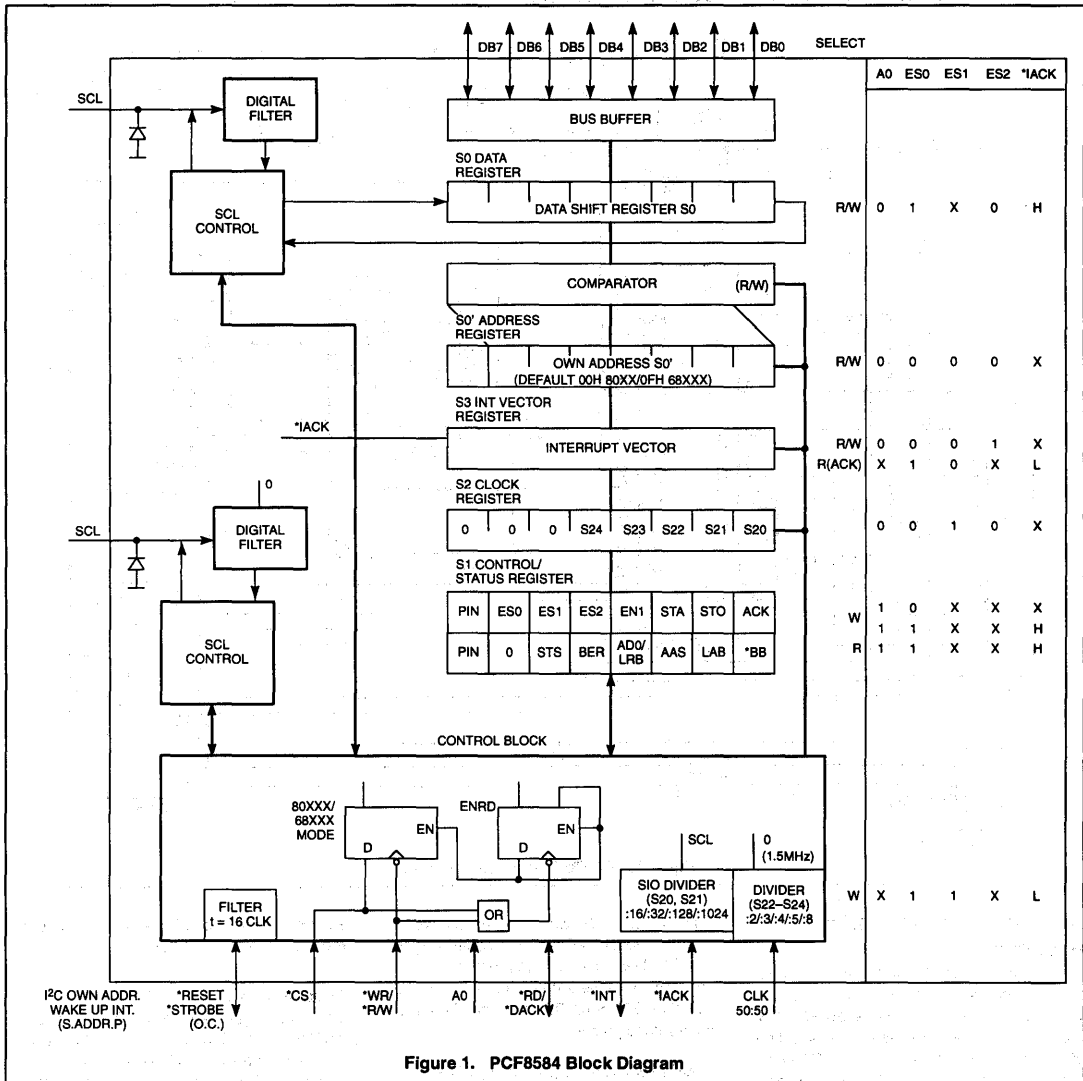 DB7 DB6 DB5 DB4 DB3 DB2 DB1 DB0
SELECT
A0 ES0 ES1 ES2 *IACK
SCL
DIGITAL
FILTER
BUS BUFFER
S0 DATA
REGISTER
DATA SHIFT REGISTER S0
R/W 0 1 X 0 H
SCL
CONTROL
COMPARATOR
(R/W)
S0' ADDRESS
REGISTER
OWN ADDRESS S0'
(DEFAULT 00H 80XX/0FH 68XXX)
R/W 0 0 0 0 X
S3 INT VECTOR
REGISTER
*IACK
INTERRUPT VECTOR
R/W 0 0 0 1 X
R(ACK) X 1 0 X L
S2 CLOCK
REGISTER
0
SCL
DIGITAL
FILTER
0 0 0 S24 S23 S22 S21 S20
0 0 1 0 X
S1 CONTROL/
STATUS REGISTER
PIN ES0 ES1 ES2 EN1 STA STO ACK
PIN 0 STS BER AD0/
LRB AAS LAB *BB
W
1 0 X X X
1 1 X X H
R 1 1 X X H
SCL
CONTROL
CONTROL BLOCK
80XXX/
68XXX
MODE
EN
D
ENRD
EN
D
SCL
0
(1.5MHz)
FILTER
t = 16 CLK
OR
SIO DIVIDER
(S20, S21)
:16/:32/:128/:1024
DIVIDER
(S22–S24)
:2/:3/:4/:5/:8
W X 1 1 X L
I²C OWN ADDR.
WAKE UP INT.
(S.ADDR.P)
*RESET
*STROBE
(O.C.)
*CS
*WR/
*R/W
A0
*RD/
*DACK
*INT
*IACK
CLK
50:50
Figure 1. PCF8584 Block Diagram